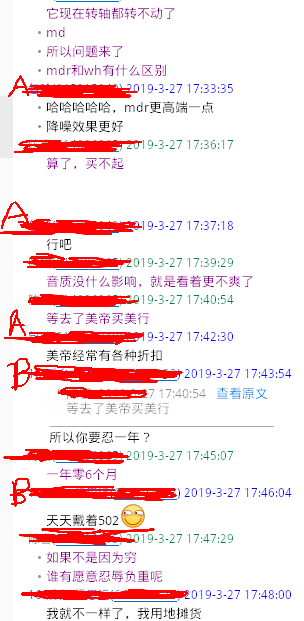 它现在转轴都转不动了
md
所以问题来了
mdr和wh有什么区别
A
2019-3-27 17:33:35
哈哈哈哈哈，mdr更高端一点
降噪效果更好
2019-3-27 17:36:17
算了，买不起
A
2019-3-27 17:37:18
行吧
2019-3-27 17:39:29
音质没什么影响，就是看着更不爽了
2019-3-27 17:40:54
等去了美帝买美行
A
2019-3-27 17:42:30
美帝经常有各种折扣
B
2019-3-27 17:43:54
17:40:54 查看原文
等去了美帝买美行
所以你要忍一年？
2019-3-27 17:45:07
一年零6个月
B
) 2019-3-27 17:46:04
天天戴着502
2019-3-27 17:47:29
如果不是因为穷
谁有愿意忍辱负重呢
) 2019-3-27 17:48:00
我就不一样了，我用地摊货